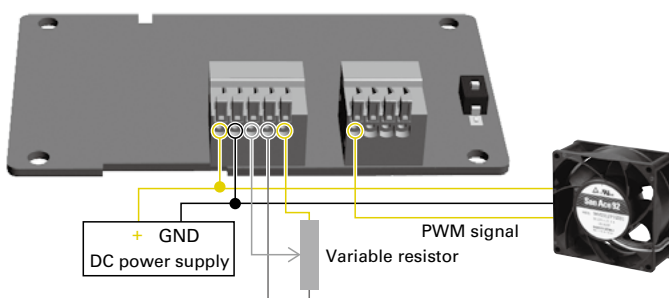 San Ace 92
PWM signal
+ GND
DC power supply
Variable resistor